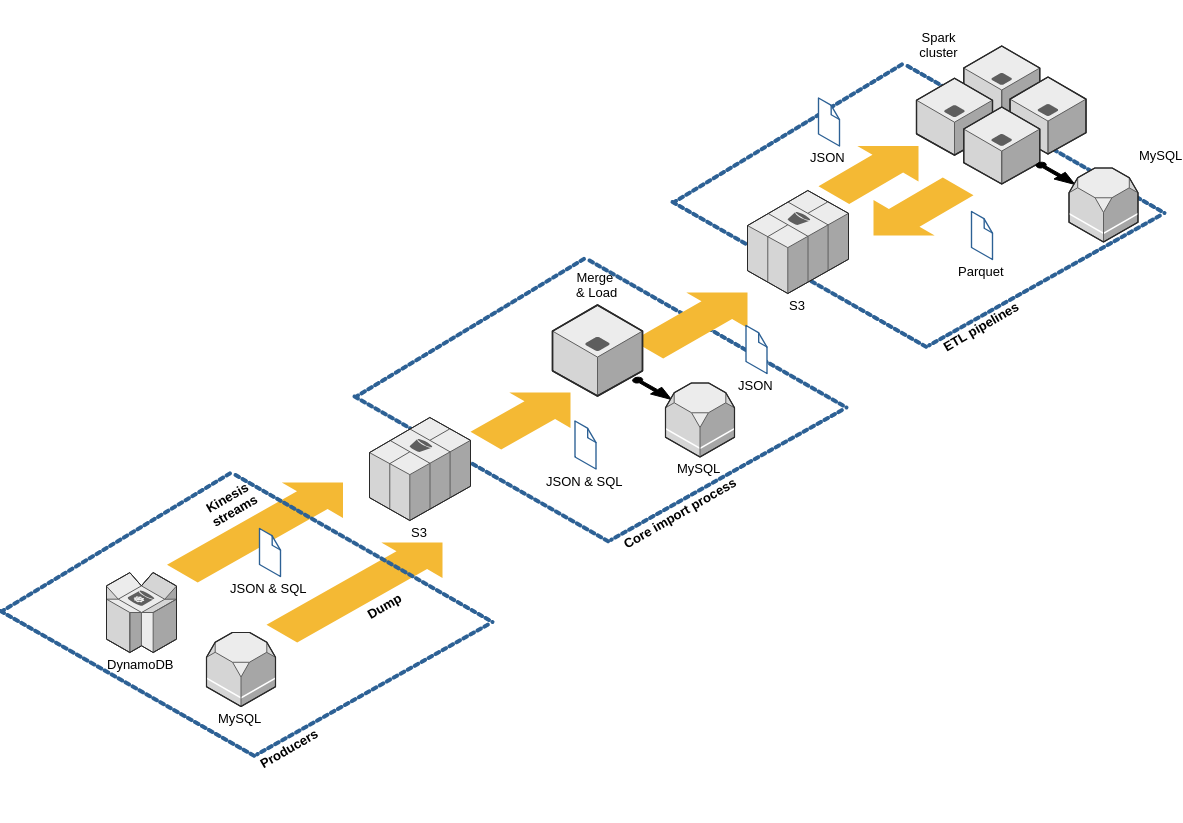 Spark
cluster
JSON
MySQL
Parquet
S3
ETL pipelines
Merge
& Load
JSON
JSON & SQL
MySQL
Core import process
S3
Kinesis
streams
JSON & SQL
Dump
DynamoDB
MySQL
Producers